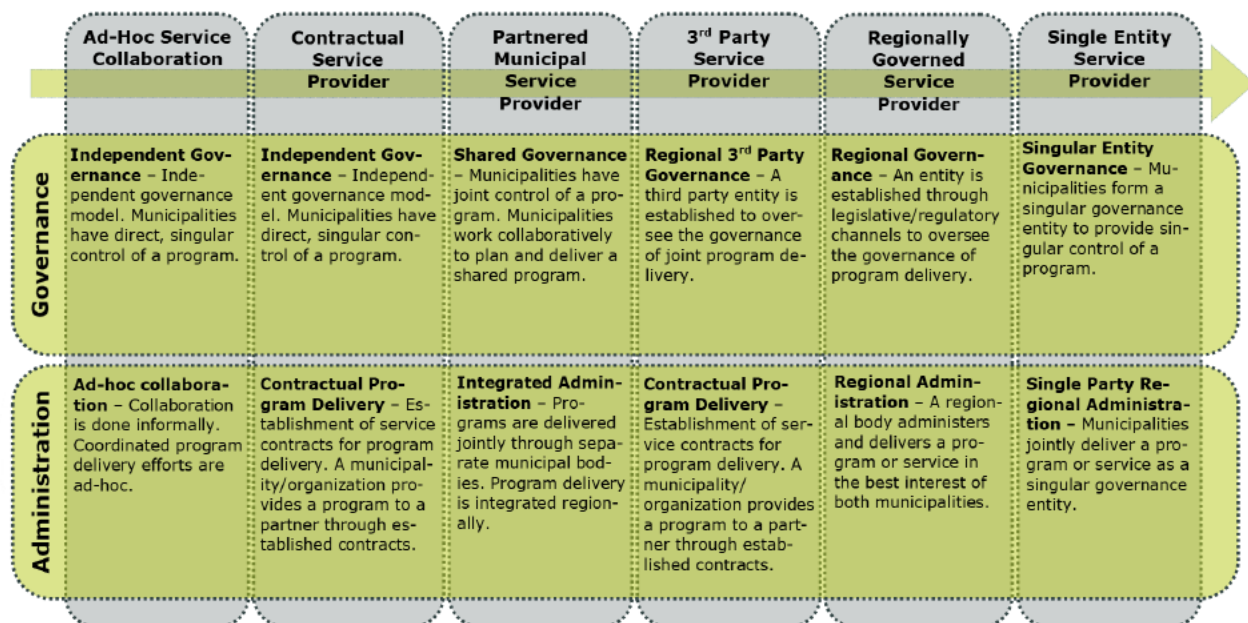 Ad-Hoc Service
Collaboration
Contractual
Service
Provider
Partnered
Municipal
Service
Provider
3rd Party
Service
Provider
Regionally
Governed
Service
Provider
Single Entity
Service
Provider
Governance
Independent Gov-
ernance – Inde-
pendent governance
model. Municipalities
have direct, singular
control of a program.
Independent Gov-
ernance – Independ-
ent governance mod-
el. Municipalities have
direct, singular con-
trol of a program.
Shared Governance
– Municipalities have
joint control of a pro-
gram. Municipalities
work collaboratively
to plan and deliver a
shared program.
Regional 3rd Party
Governance – A
third party entity is
established to over-
see the governance
of joint program de-
livery.
Regional Govern-
ance – An entity is
established through
legislative/regulatory
channels to oversee
the governance of
program delivery.
Singular Entity
Governance – Mu-
nicipalities form a
singular governance
entity to provide sin-
gular control of a
program.
Administration
Ad-hoc collabora-
tion – Collaboration
is done informally.
Coordinated program
delivery efforts are
ad-hoc.
Contractual Pro-
gram Delivery – Es-
tablishment of service
contracts for program
delivery. A municipal-
ity/organization pro-
vides a program to a
partner through es-
tablished contracts.
Integrated Admin-
istration – Pro-
grams are delivered
jointly through sepa-
rate municipal bod-
ies. Program delivery
is integrated region-
ally.
Contractual Pro-
gram Delivery –
Establishment of ser-
vice contracts for
program delivery. A
municipality/
organization provides
a program to a part-
ner through estab-
lished contracts.
Regional Admin-
istration – A region-
al body administers
and delivers a
program or service in
the best interest of
both municipalities.
Single Party Re-
gional Administra-
tion – Municipalities
jointly deliver a pro-
gram or service as a
singular governance
entity.